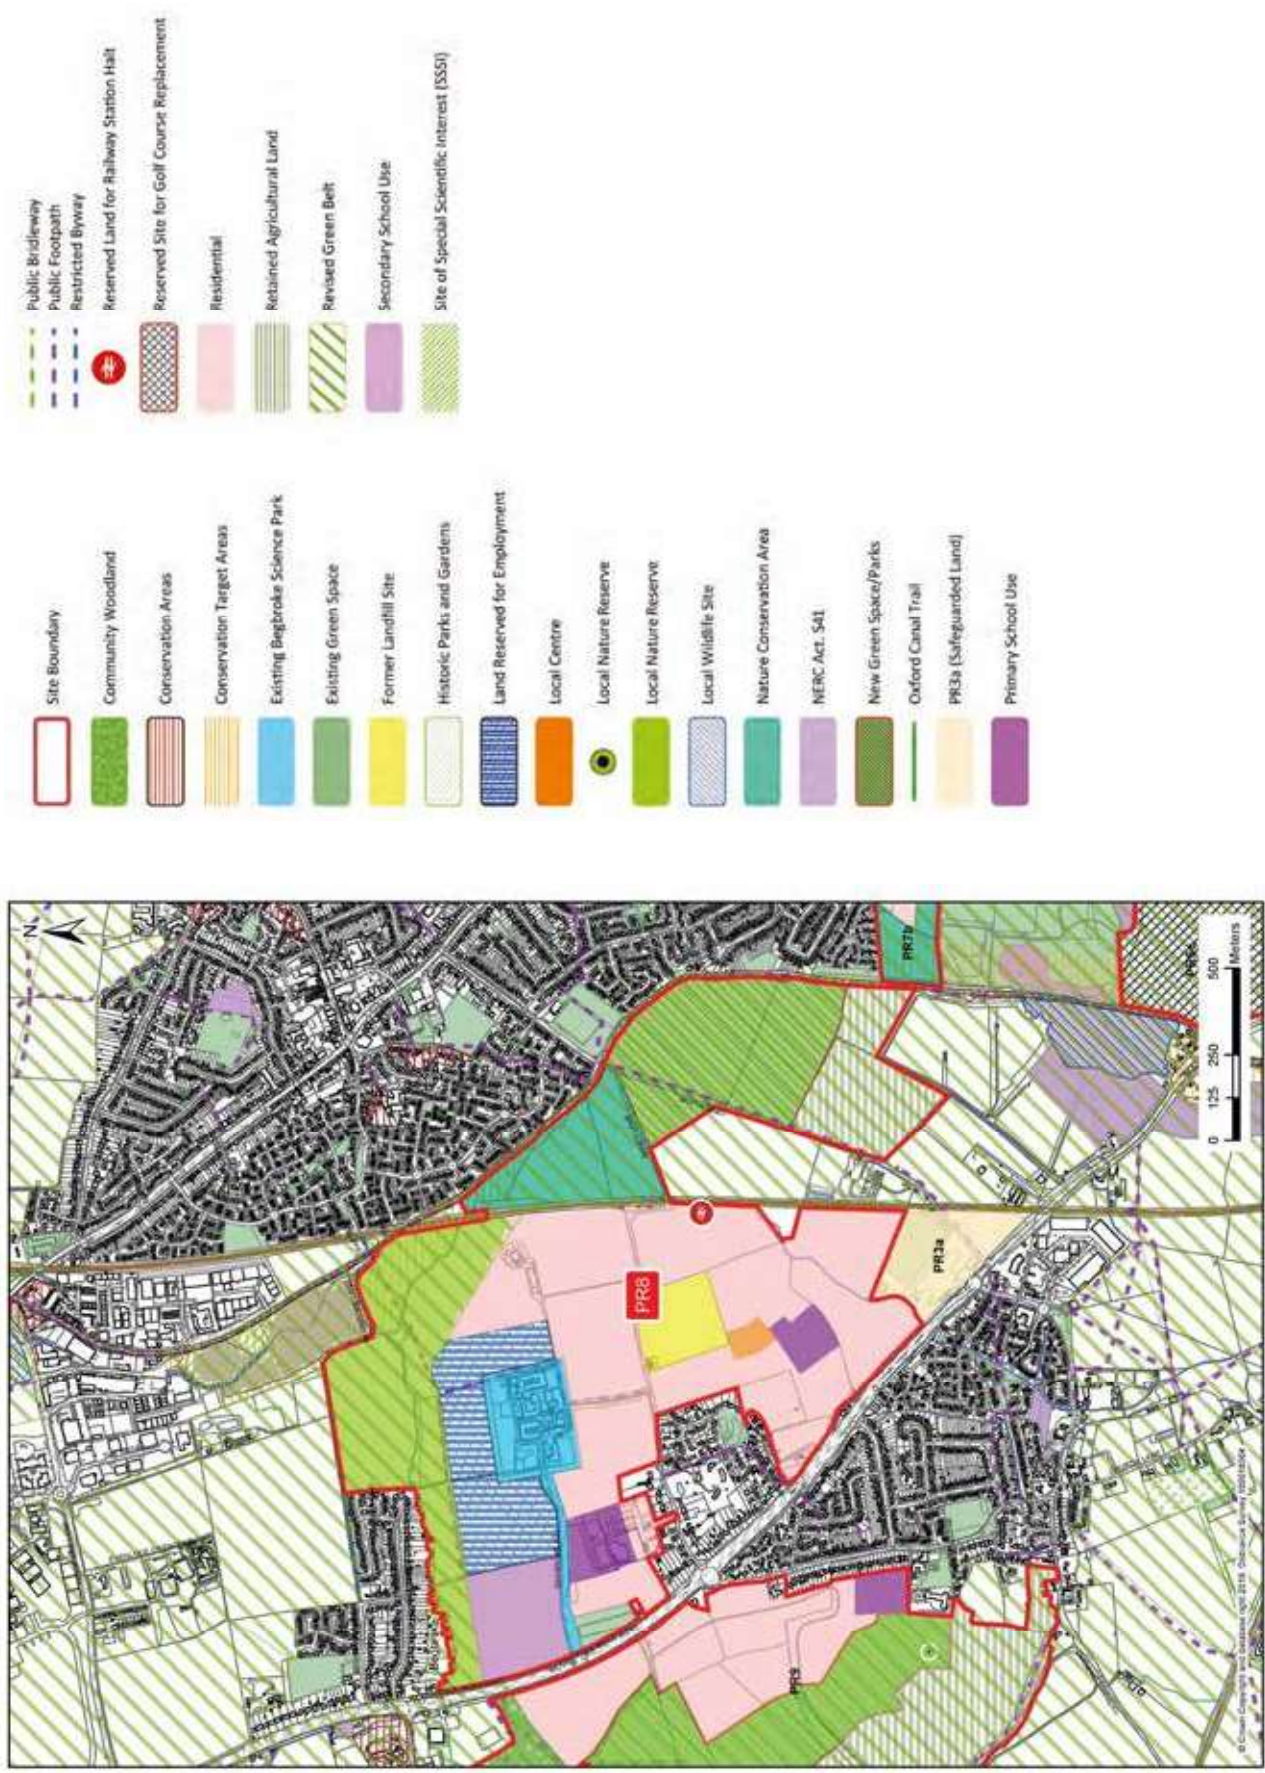 Site Boundary
Community Woodland
Conservation Areas
Conservation Target Areas
Existing Begbroke Science Park
Existing Green Space
Former Landfill Site
Historic Parks and Gardens
Land Reserved for Employment
Local Centre
Local Nature Reserve
Local Nature Reserve
Local Wildlife Site
Nature Conservation Area
NERC Act. S41
New Green Space/Parks
Oxford Canal Trail
PR3a (Safeguarded Land)
Primary School Use
Public Bridleway
Public Footpath
Restricted Byway
Reserved Land for Railway Station Halt
Reserved Site for Golf Course Replacement
Residential
Retained Agricultural Land
Revised Green Belt
Secondary School Use
Site of Special Scientific Interest (SSSI)
N
PR8
PR7b
PR3a
PR9
0 125 250 500
Meters